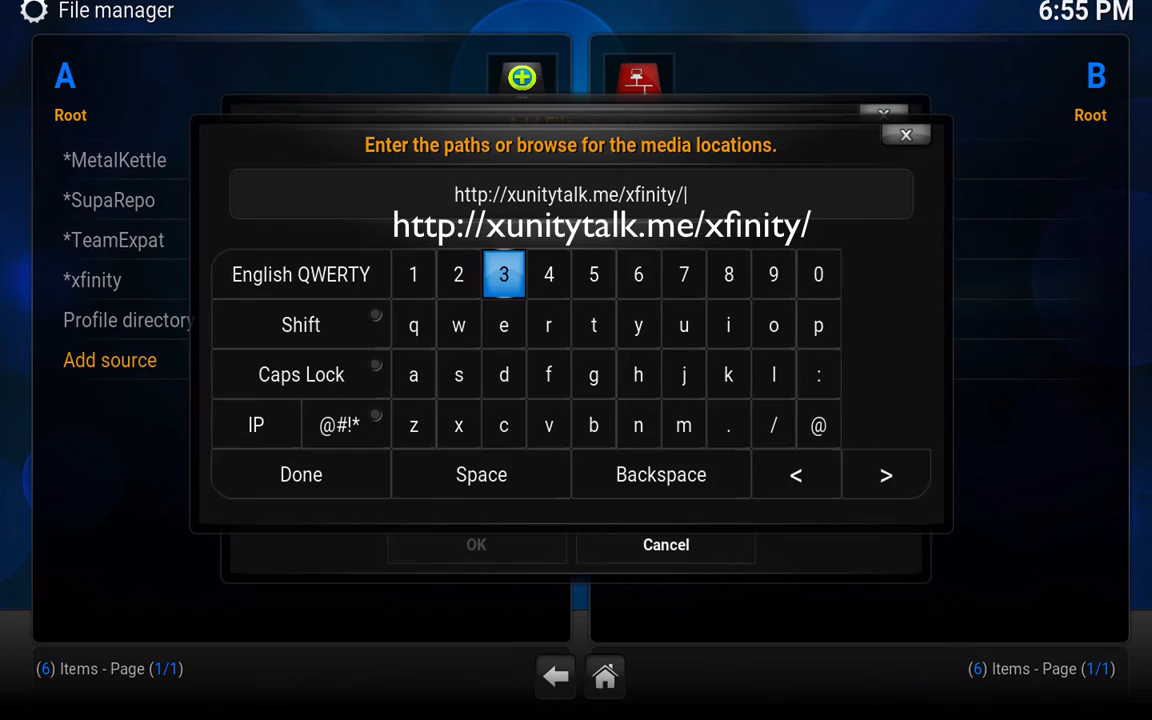 File manager
6:55 PM
A
B
Root
Root
*MetalKettle
*SupaRepo
*TeamExpat
*xfinity
Profile directory
Add source
Enter the paths or browse for the media locations.
http://xunitytalk.me/xfinity/
http://xunitytalk.me/xfinity/
English QWERTY 1 2 3 4 5 6 7 8 9 0
Shift q w e r t y u i o p
Caps Lock a s d f g h j k l :
IP @#!* z x c v b n m . / @
Done Space Backspace < >
OK Cancel
(6) Items - Page (1/1)
(6) Items - Page (1/1)